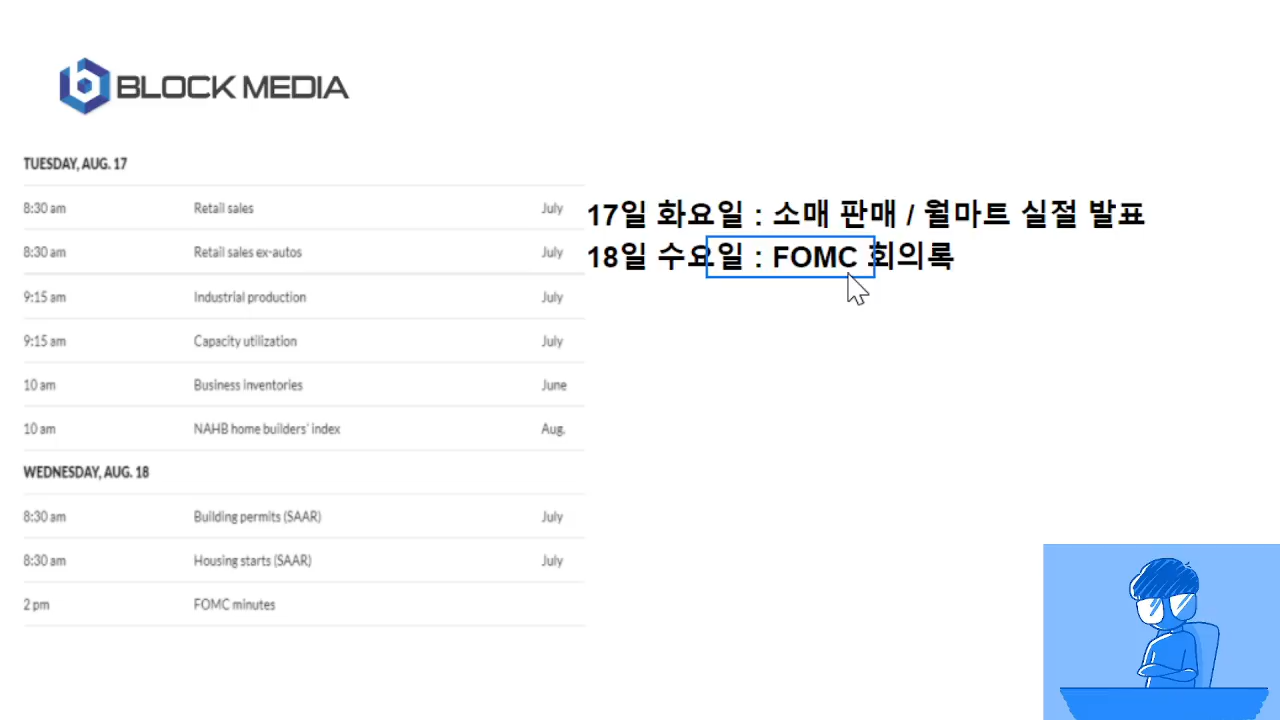 BLOCK MEDIA
TUESDAY, AUG. 17
8:30 am Retail sales July
8:30 am Retail sales ex-autos July
9:15 am Industrial production July
9:15 am Capacity utilization July
10 am Business inventories June
10 am NAHB home builders' index Aug.
WEDNESDAY, AUG. 18
8:30 am Building permits (SAAR) July
8:30 am Housing starts (SAAR) July
2 pm FOMC minutes
17일 화요일 : 소매 판매 / 월마트 실절 발표
18일 수요일 : FOMC 회의록